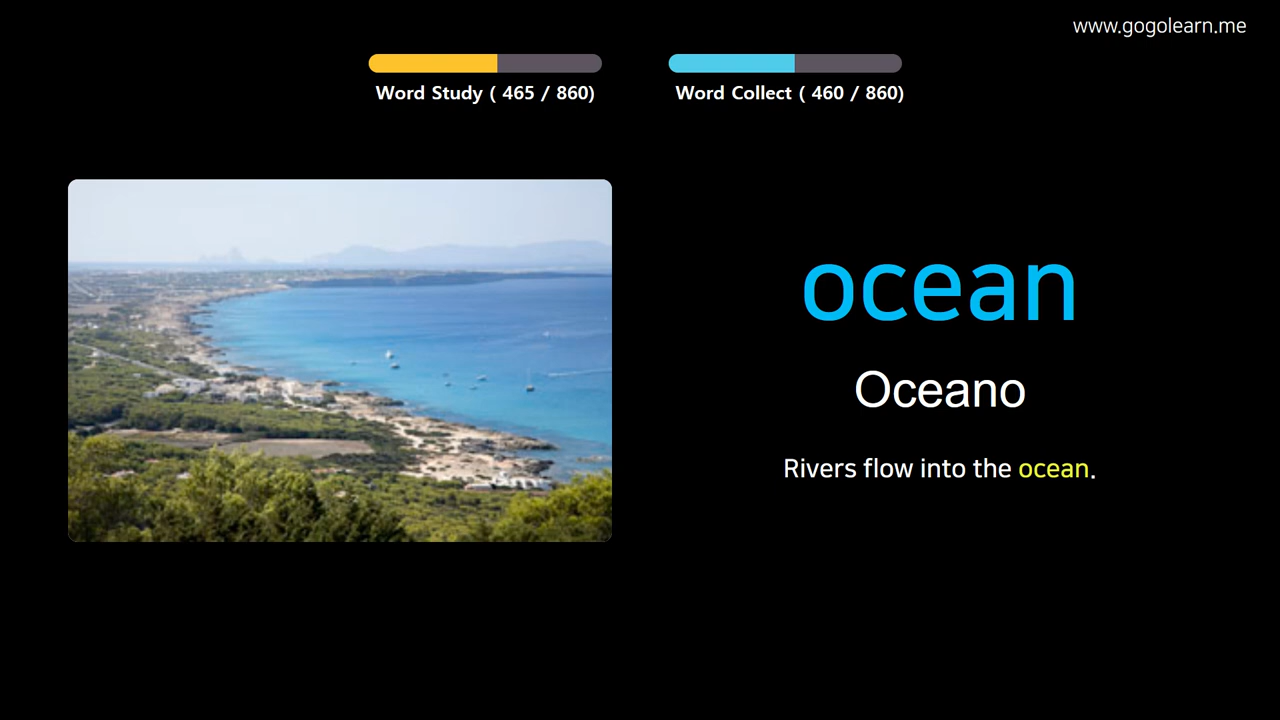 www.gogolearn.me
Word Study ( 465 / 860)
Word Collect ( 460 / 860)
ocean
Oceano
Rivers flow into the ocean.